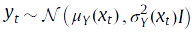 y_t ∼ 𝒩 ( μ_Y(x_t) , σ_Y^2(x_t)I )